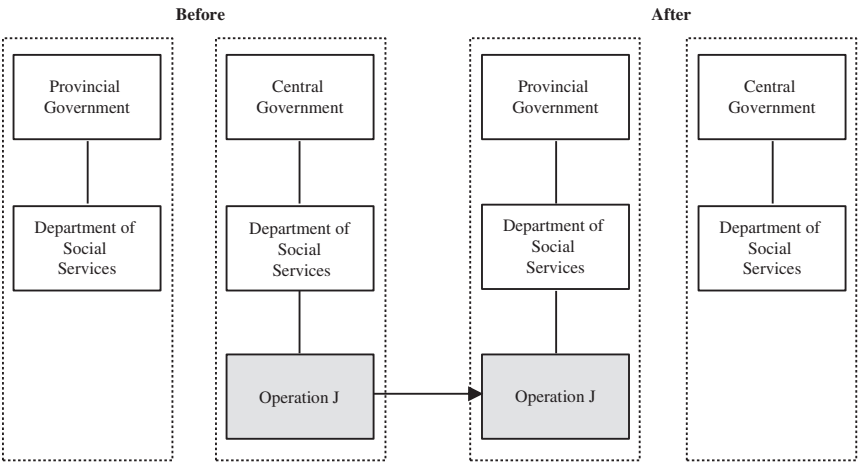 Before
Provincial
Government
Department of
Social
Services
Central
Government
Department of
Social
Services
Operation J
After
Provincial
Government
Department of
Social
Services
Operation J
Central
Government
Department of
Social
Services